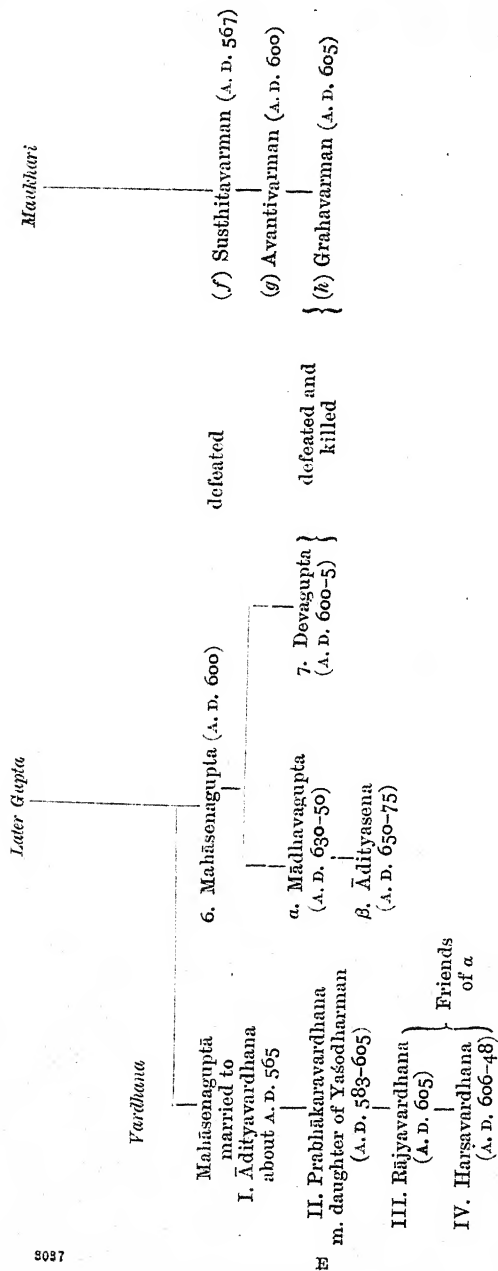 Later Gupta
Vardhana
Maukhari
Mahāsenaguptā
married to
I. Ādityavardhana
about A. D. 565
6. Mahāsenagupta (A. D. 600)
defeated
(f) Susthitavarman (A. D. 567)
(g) Avantivarman (A. D. 600)
II. Prabhākaravardhana
m. daughter of Yaśodharman
(A. D. 583–605)
a. Mādhavagupta
(A. D. 630–50)
7. Devagupta
(A. D. 600–5)
defeated and
killed
(h) Grahavarman (A. D. 605)
β. Ādityasena
(A. D. 650–75)
III. Rājyavardhana
(A. D. 605)
IV. Harṣavardhana
(A. D. 606–48)
Friends
of α
3037
E